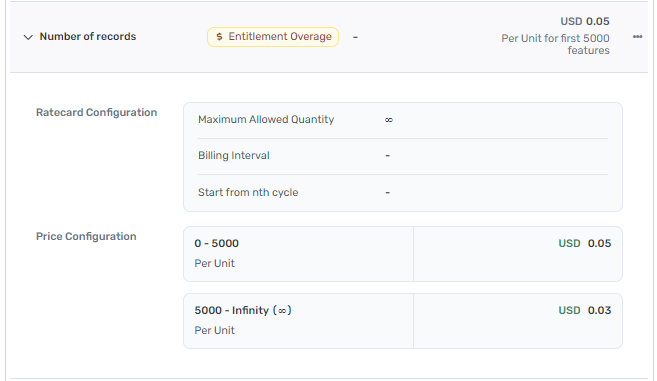 Number of records
$ Entitlement Overage
-
USD 0.05
Per Unit for first 5000
features
Ratecard Configuration
Maximum Allowed Quantity ∞
Billing Interval -
Start from nth cycle -
Price Configuration
0 - 5000 USD 0.05
Per Unit
5000 - Infinity (∞) USD 0.03
Per Unit